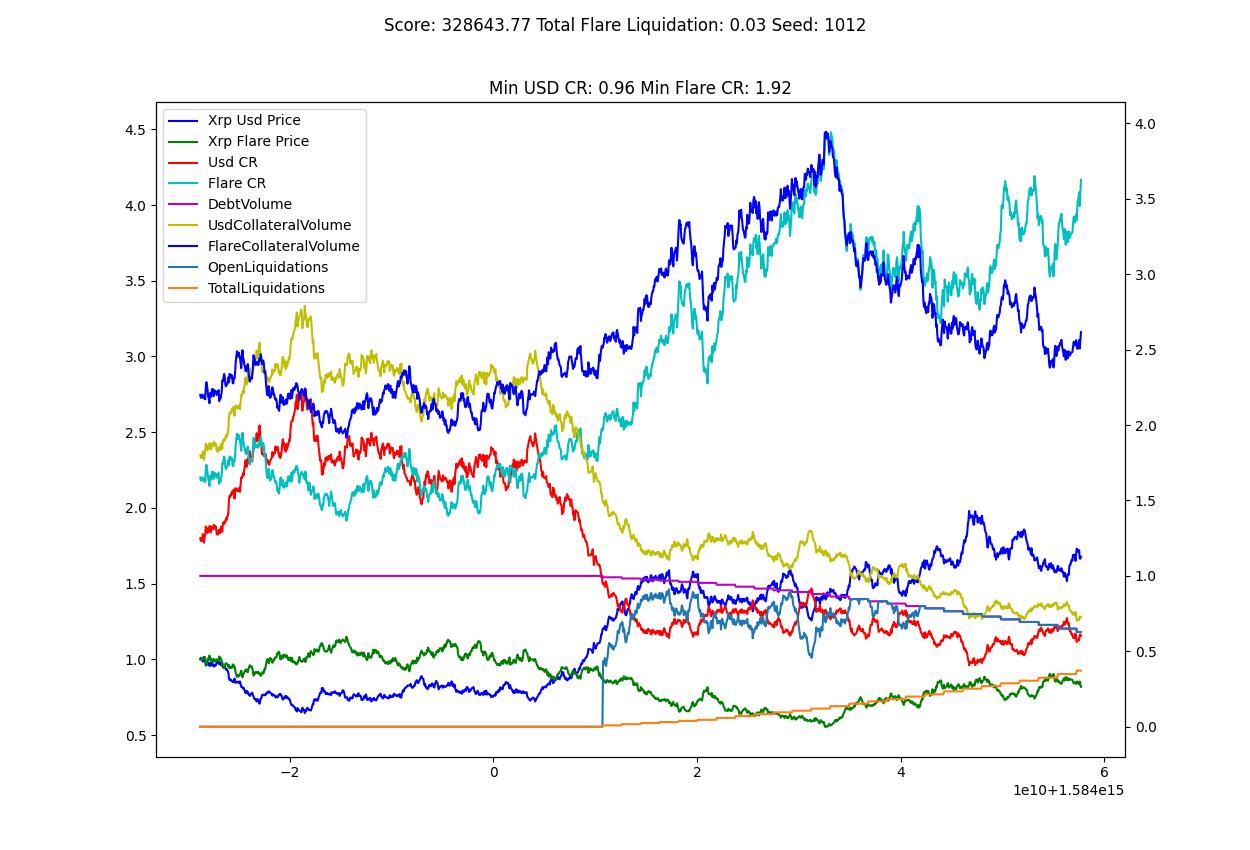 Score: 328643.77 Total Flare Liquidation: 0.03 Seed: 1012
Min USD CR: 0.96 Min Flare CR: 1.92
Xrp Usd Price
Xrp Flare Price
Usd CR
Flare CR
DebtVolume
UsdCollateralVolume
FlareCollateralVolume
OpenLiquidations
TotalLiquidations
4.5
4.0
3.5
3.0
2.5
2.0
1.5
1.0
0.5
4.0
3.5
3.0
2.5
2.0
1.5
1.0
0.5
0.0
−2 0 2 4 6
1e10+1.584e15